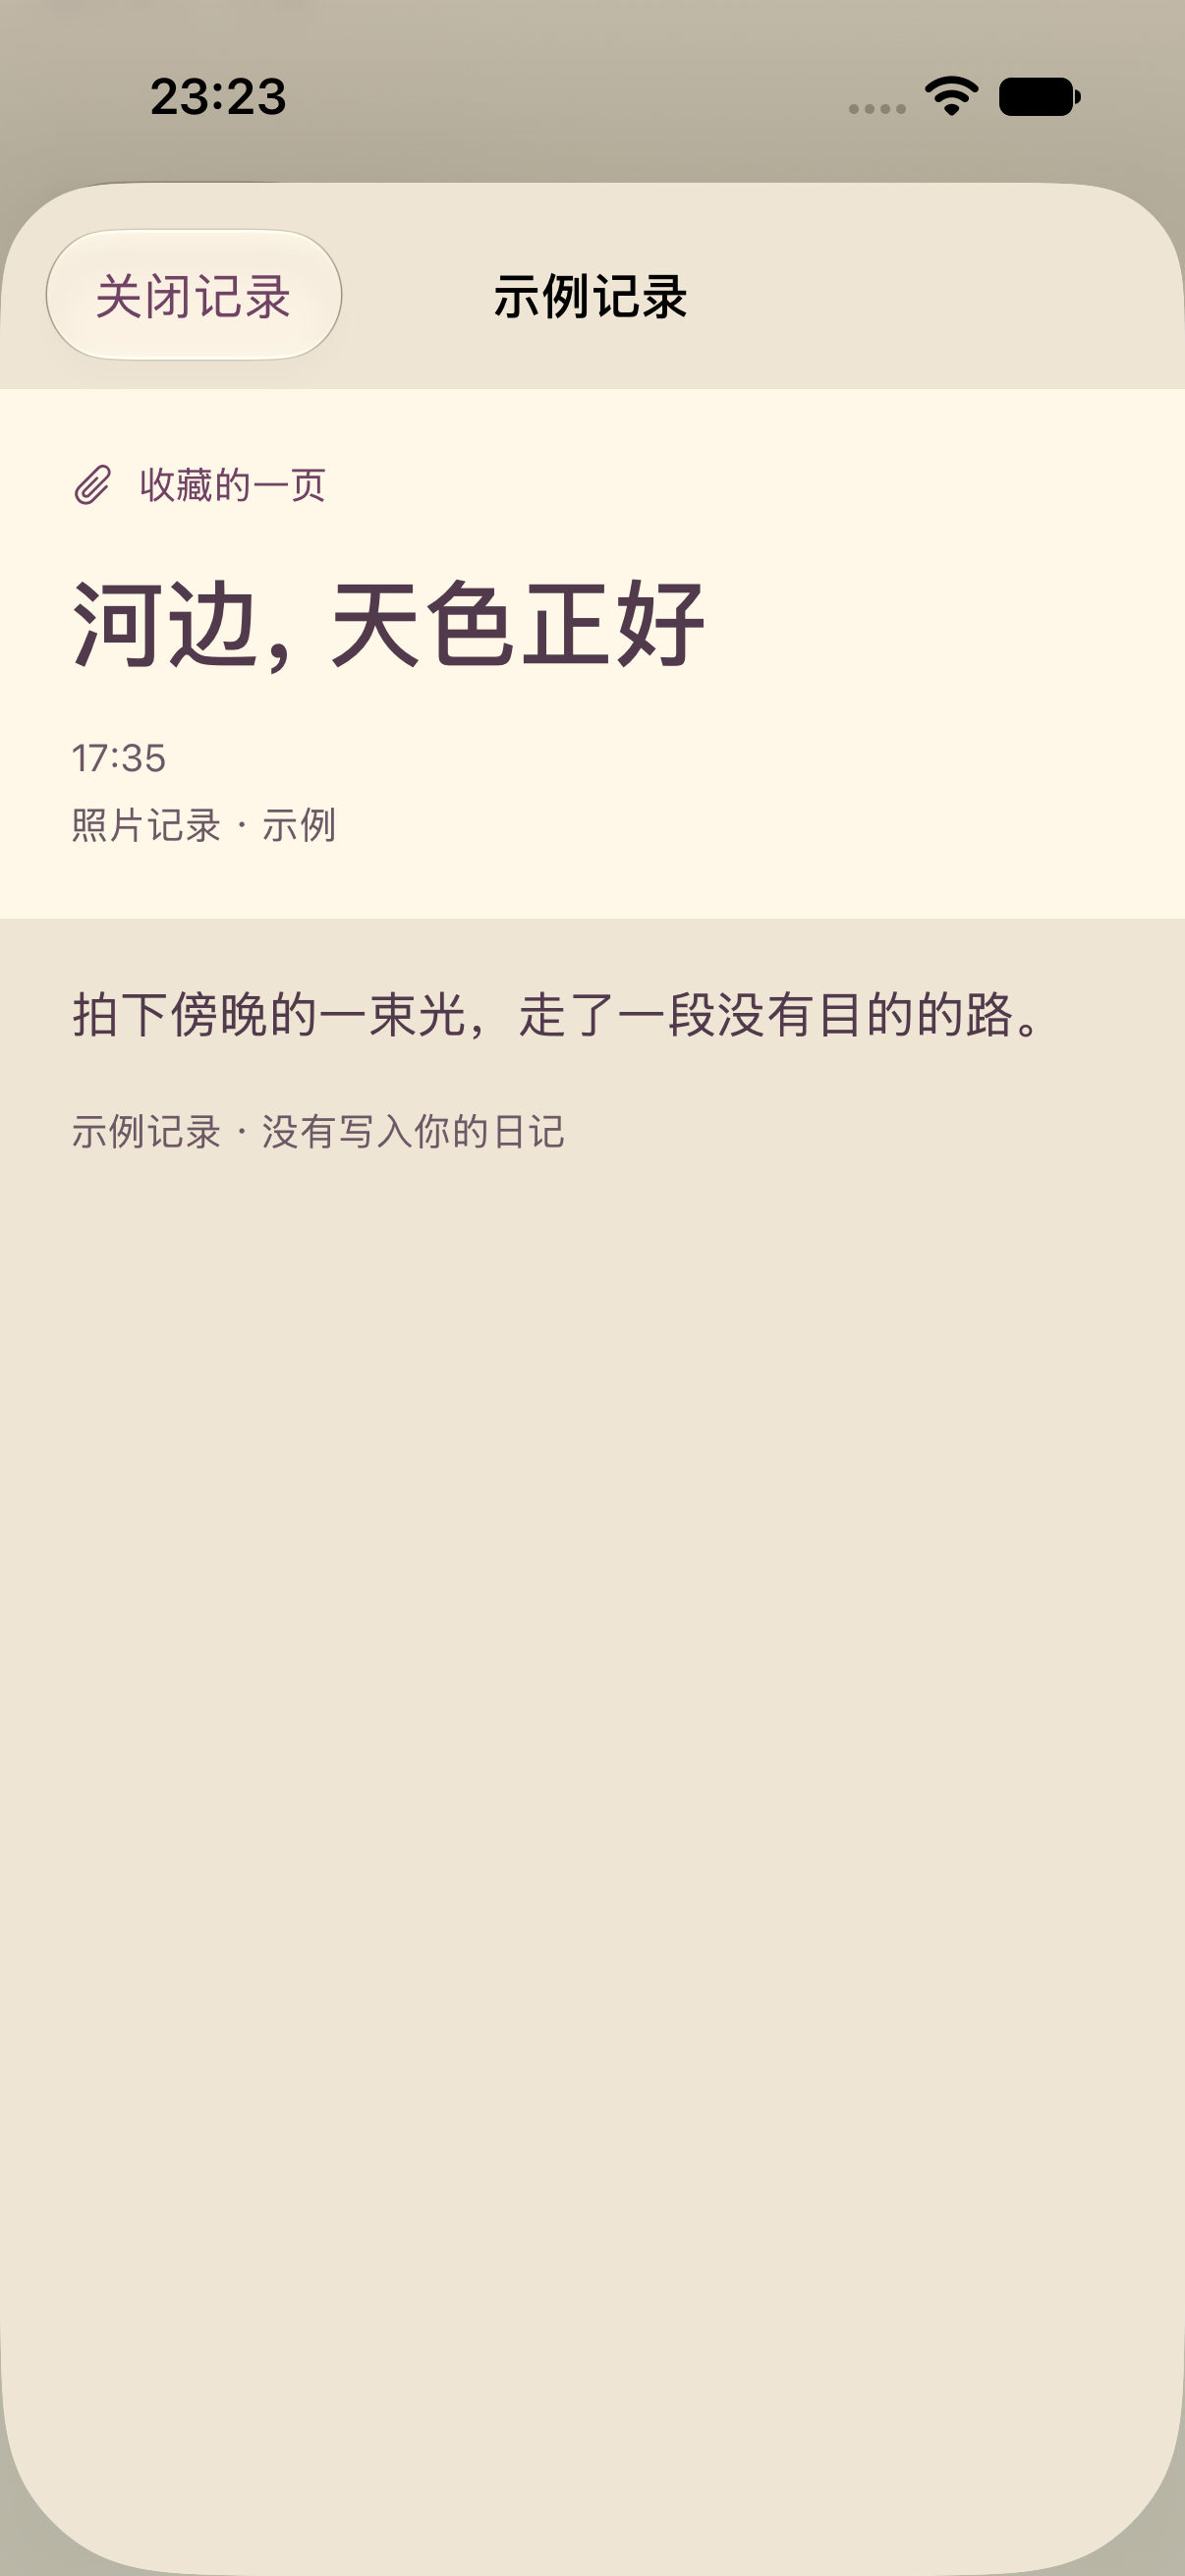 23:23
关闭记录
示例记录
收藏的一页
河边，天色正好
17:35
照片记录 · 示例
拍下傍晚的一束光，走了一段没有目的的路。
示例记录 · 没有写入你的日记